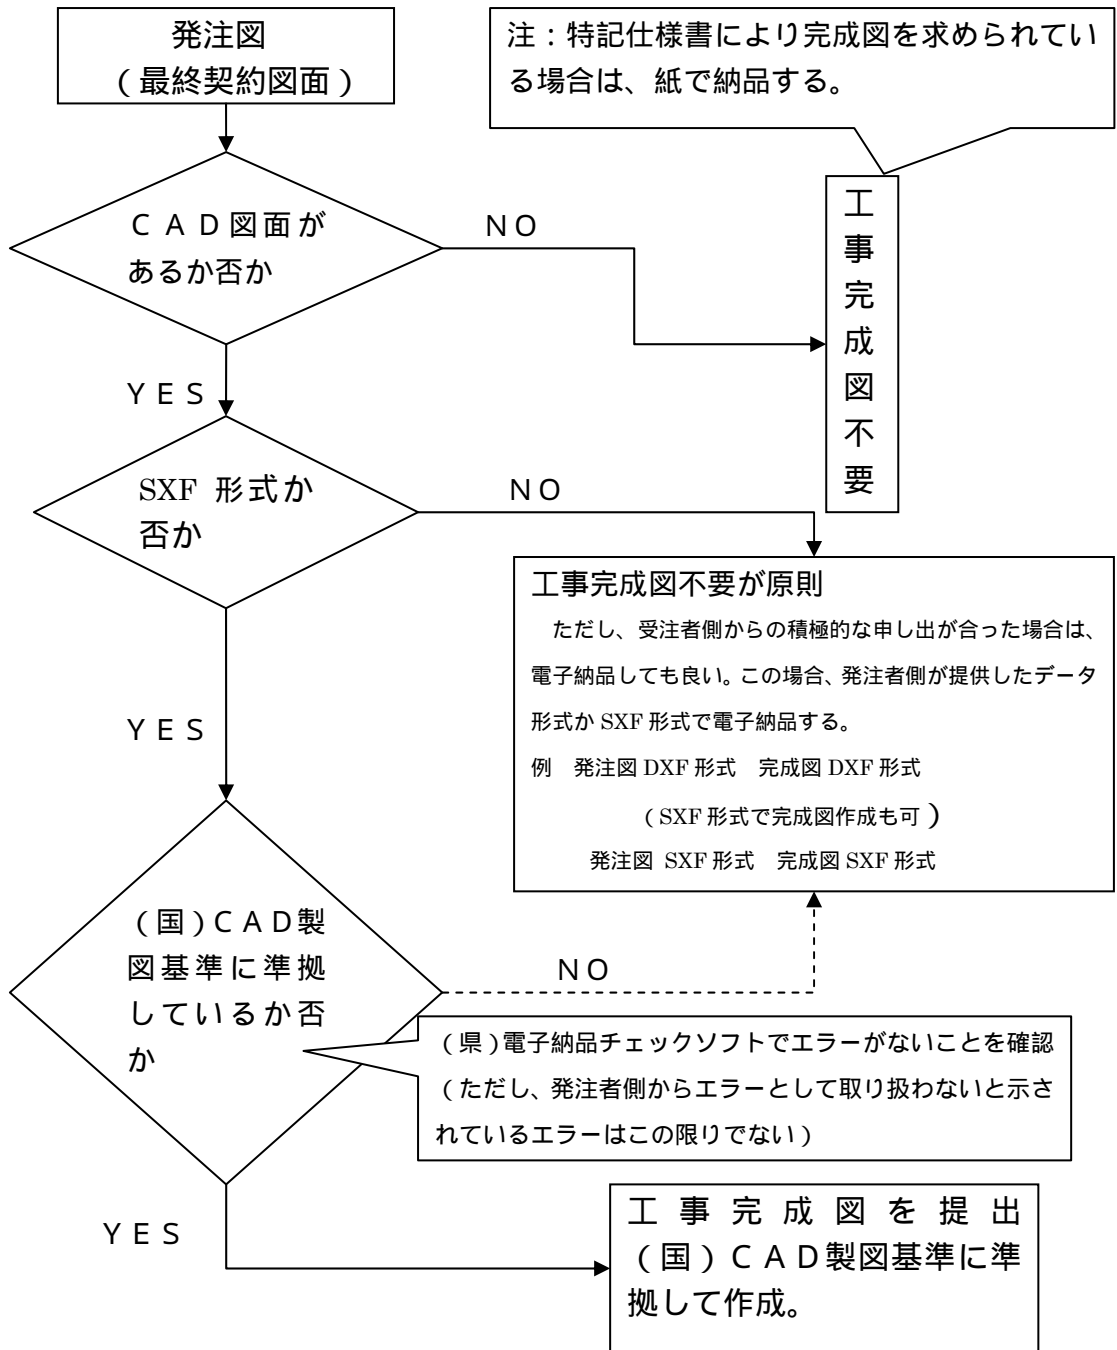 発注図
（最終契約図面）
注：特記仕様書により完成図を求められてい
る場合は、紙で納品する。
ＣＡＤ図面が
あるか否か
ＮＯ
工事完成図不要
ＹＥＳ
SXF 形式か
否か
ＮＯ
工事完成図不要が原則
ただし、受注者側からの積極的な申し出が合った場合は、
電子納品しても良い。この場合、発注者側が提供したデータ
形式か SXF 形式で電子納品する。
例　発注図 DXF 形式　完成図 DXF 形式
（SXF 形式で完成図作成も可）
発注図 SXF 形式　完成図 SXF 形式
ＹＥＳ
（国）ＣＡＤ製
図基準に準拠
しているか否
か
ＮＯ
（県）電子納品チェックソフトでエラーがないことを確認
（ただし、発注者側からエラーとして取り扱わないと示さ
れているエラーはこの限りでない）
ＹＥＳ
工事完成図を提出
（国）ＣＡＤ製図基準に準
拠して作成。